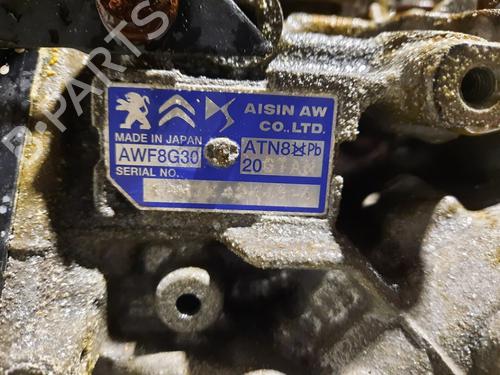 B.PARTS
AISIN AW
CO.,LTD.
MADE IN JAPAN
AWF8G30
ATN8 Pb
SERIAL NO.
20